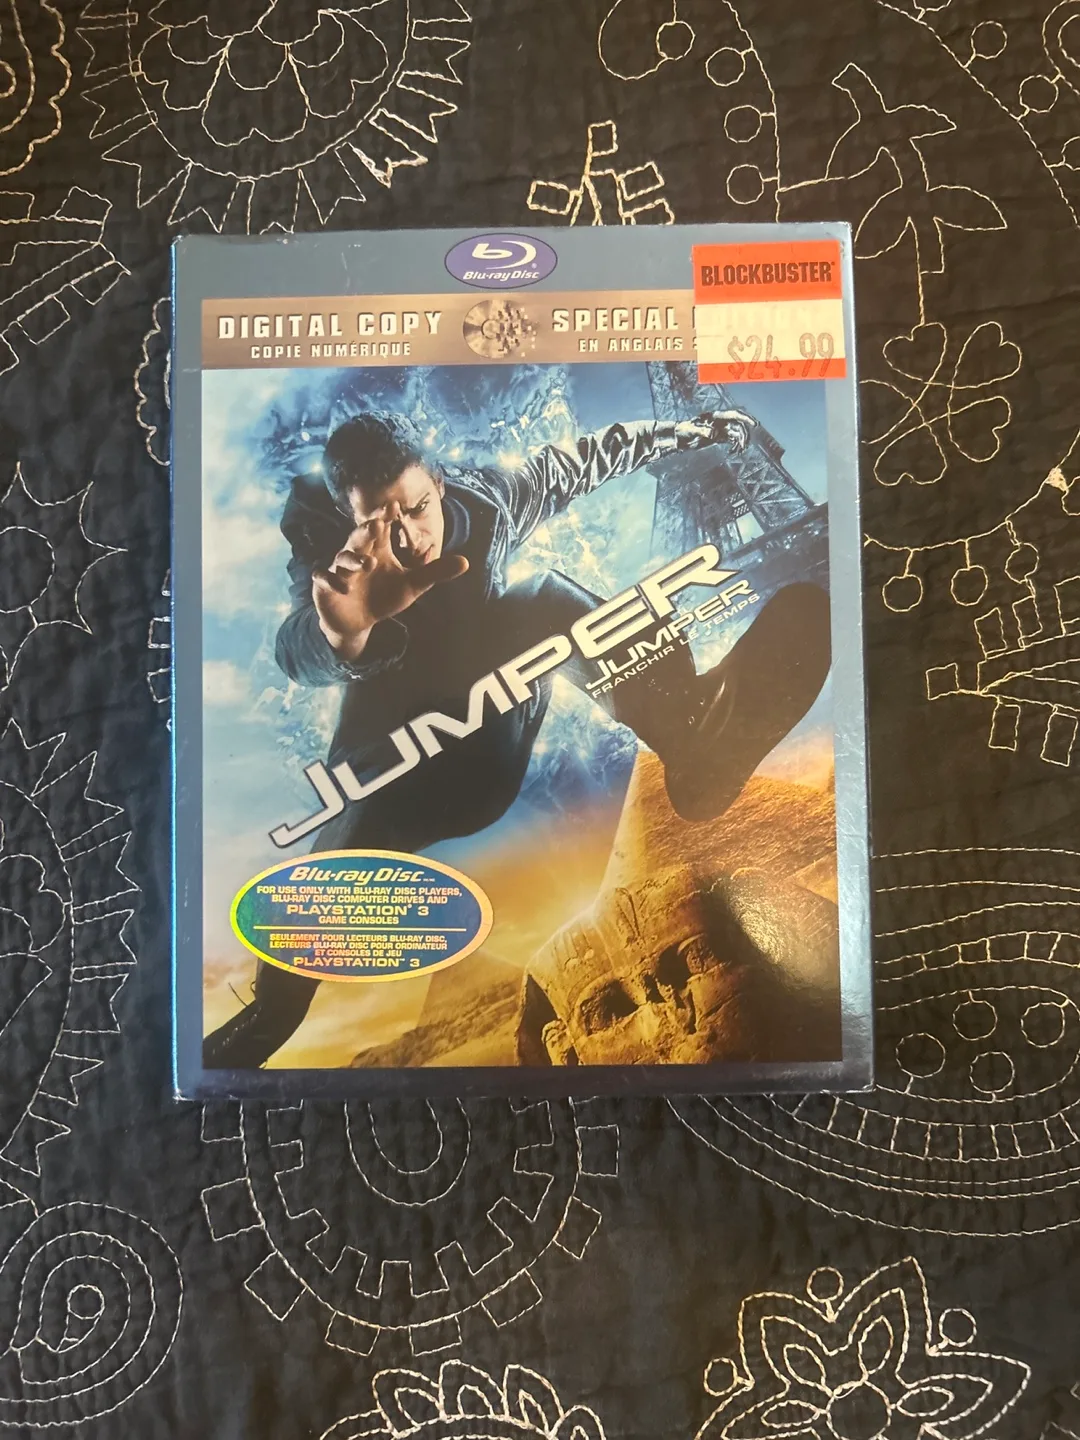 Blu-ray Disc
BLOCKBUSTER
$24.99
DIGITAL COPY
COPIE NUMÉRIQUE
SPECIAL
EN ANGLAIS
JUMPER
JUMPER
FRANCHIR LE TEMPS
Blu-ray Disc
FOR USE ONLY WITH BLU-RAY DISC PLAYERS,
BLU-RAY DISC COMPUTER DRIVES AND
PLAYSTATION® 3
GAME CONSOLES
SEULEMENT POUR LECTEURS BLU-RAY DISC,
LECTEURS BLU-RAY DISC POUR ORDINATEUR
ET CONSOLES DE JEU
PLAYSTATION™ 3